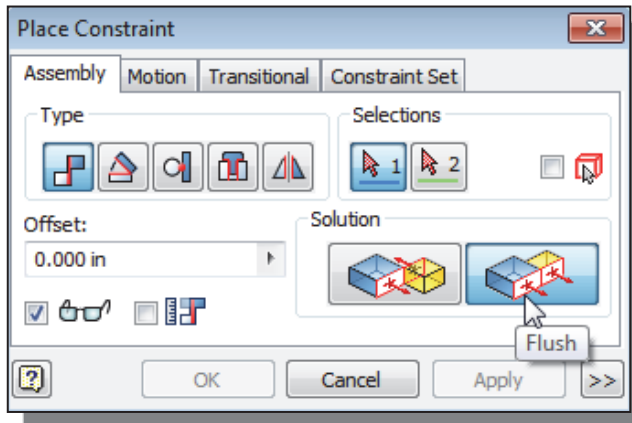 Place Constraint
Assembly Motion Transitional Constraint Set
Type Selections
1 2
Offset: Solution
0.000 in
Flush
? OK Cancel Apply >>